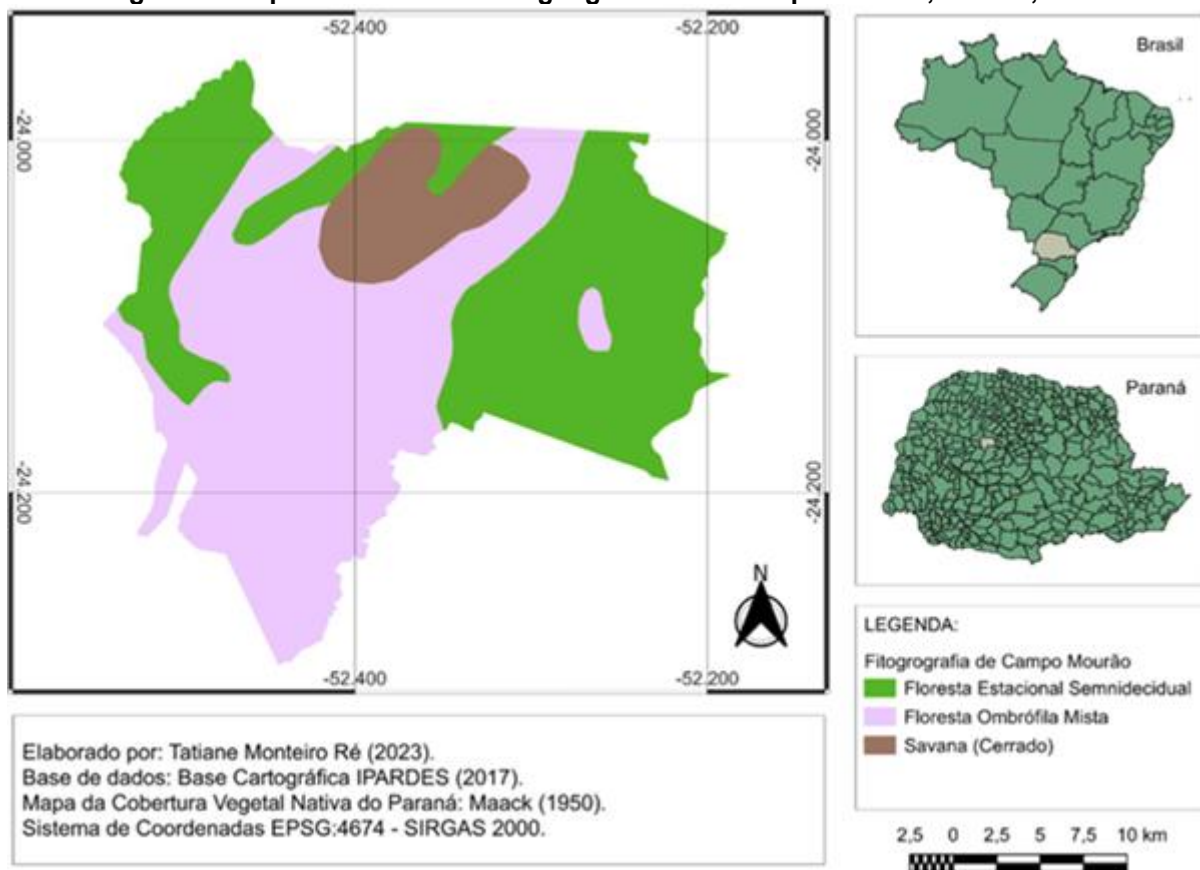 -52.400 -52.200
-24.000 -24.000
-24.200 -24.200
N
-52.400 -52.200
Brasil
Paraná
LEGENDA:
Fitogrografia de Campo Mourão
Floresta Estacional Semnidecidual
Floresta Ombrófila Mista
Savana (Cerrado)
Elaborado por: Tatiane Monteiro Ré (2023).
Base de dados: Base Cartográfica IPARDES (2017).
Mapa da Cobertura Vegetal Nativa do Paraná: Maack (1950).
Sistema de Coordenadas EPSG:4674 - SIRGAS 2000.
2,5 0 2,5 5 7,5 10 km